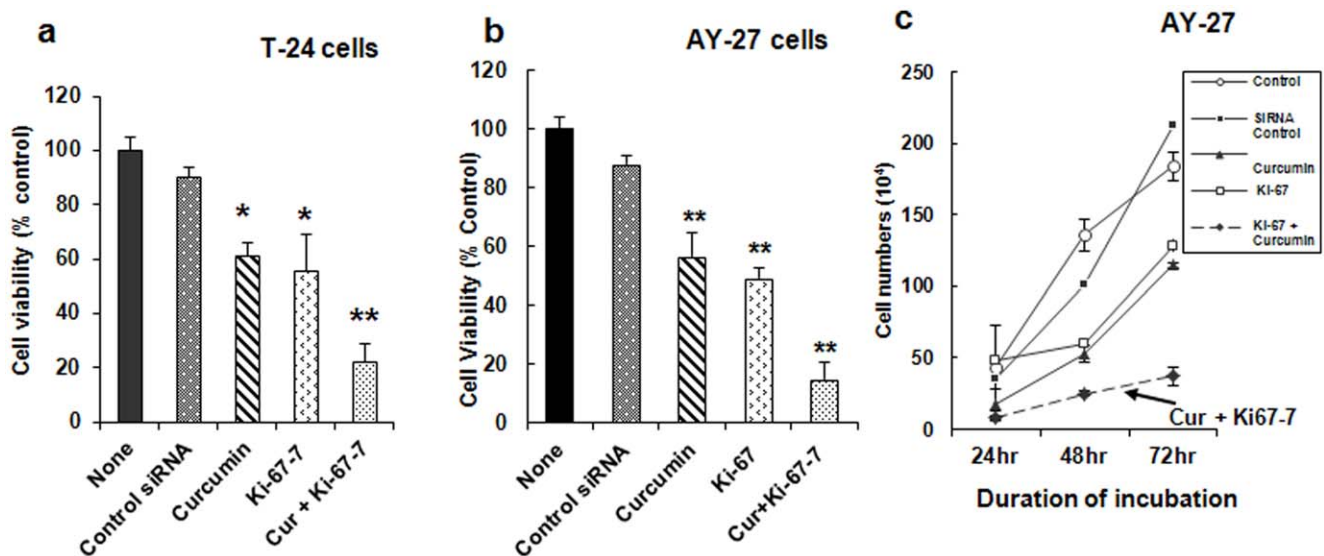 a
T-24 cells
Cell viability (% control)
120
100
80
60
40
20
0
*
*
**
None
Control siRNA
Curcumin
Ki-67-7
Cur + Ki-67-7
b
AY-27 cells
Cell Viability (% Control)
120
100
80
60
40
20
0
**
**
**
None
Control siRNA
Curcumin
Ki-67
Cur+Ki-67-7
c
AY-27
Cell numbers (10⁴)
250
200
150
100
50
0
Control
SIRNA
Control
Curcumin
KI-67
KI-67 +
Curcumin
Cur + Ki67-7
24hr 48hr 72hr
Duration of incubation